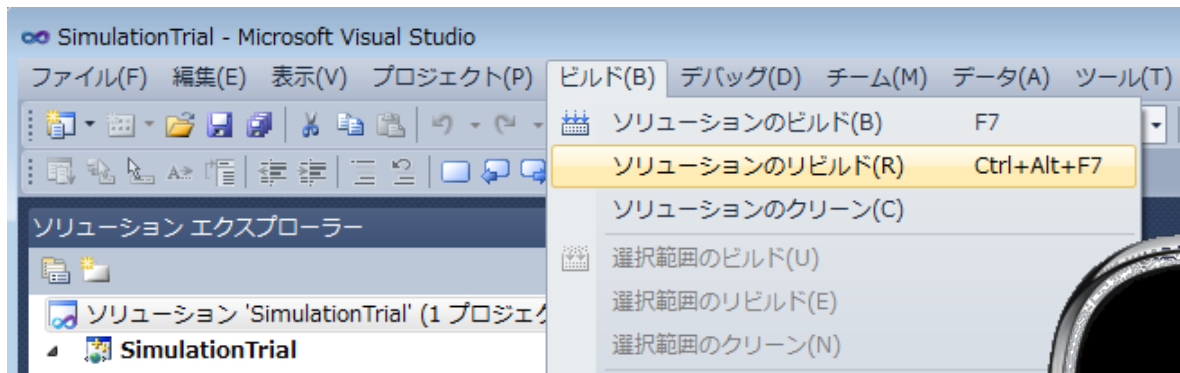 SimulationTrial - Microsoft Visual Studio
ファイル(F) 編集(E) 表示(V) プロジェクト(P) ビルド(B) デバッグ(D) チーム(M) データ(A) ツール(T)
ソリューションのビルド(B) F7
ソリューションのリビルド(R) Ctrl+Alt+F7
ソリューションのクリーン(C)
選択範囲のビルド(U)
選択範囲のリビルド(E)
選択範囲のクリーン(N)
ソリューション エクスプローラー
ソリューション 'SimulationTrial' (1 プロジェク
SimulationTrial